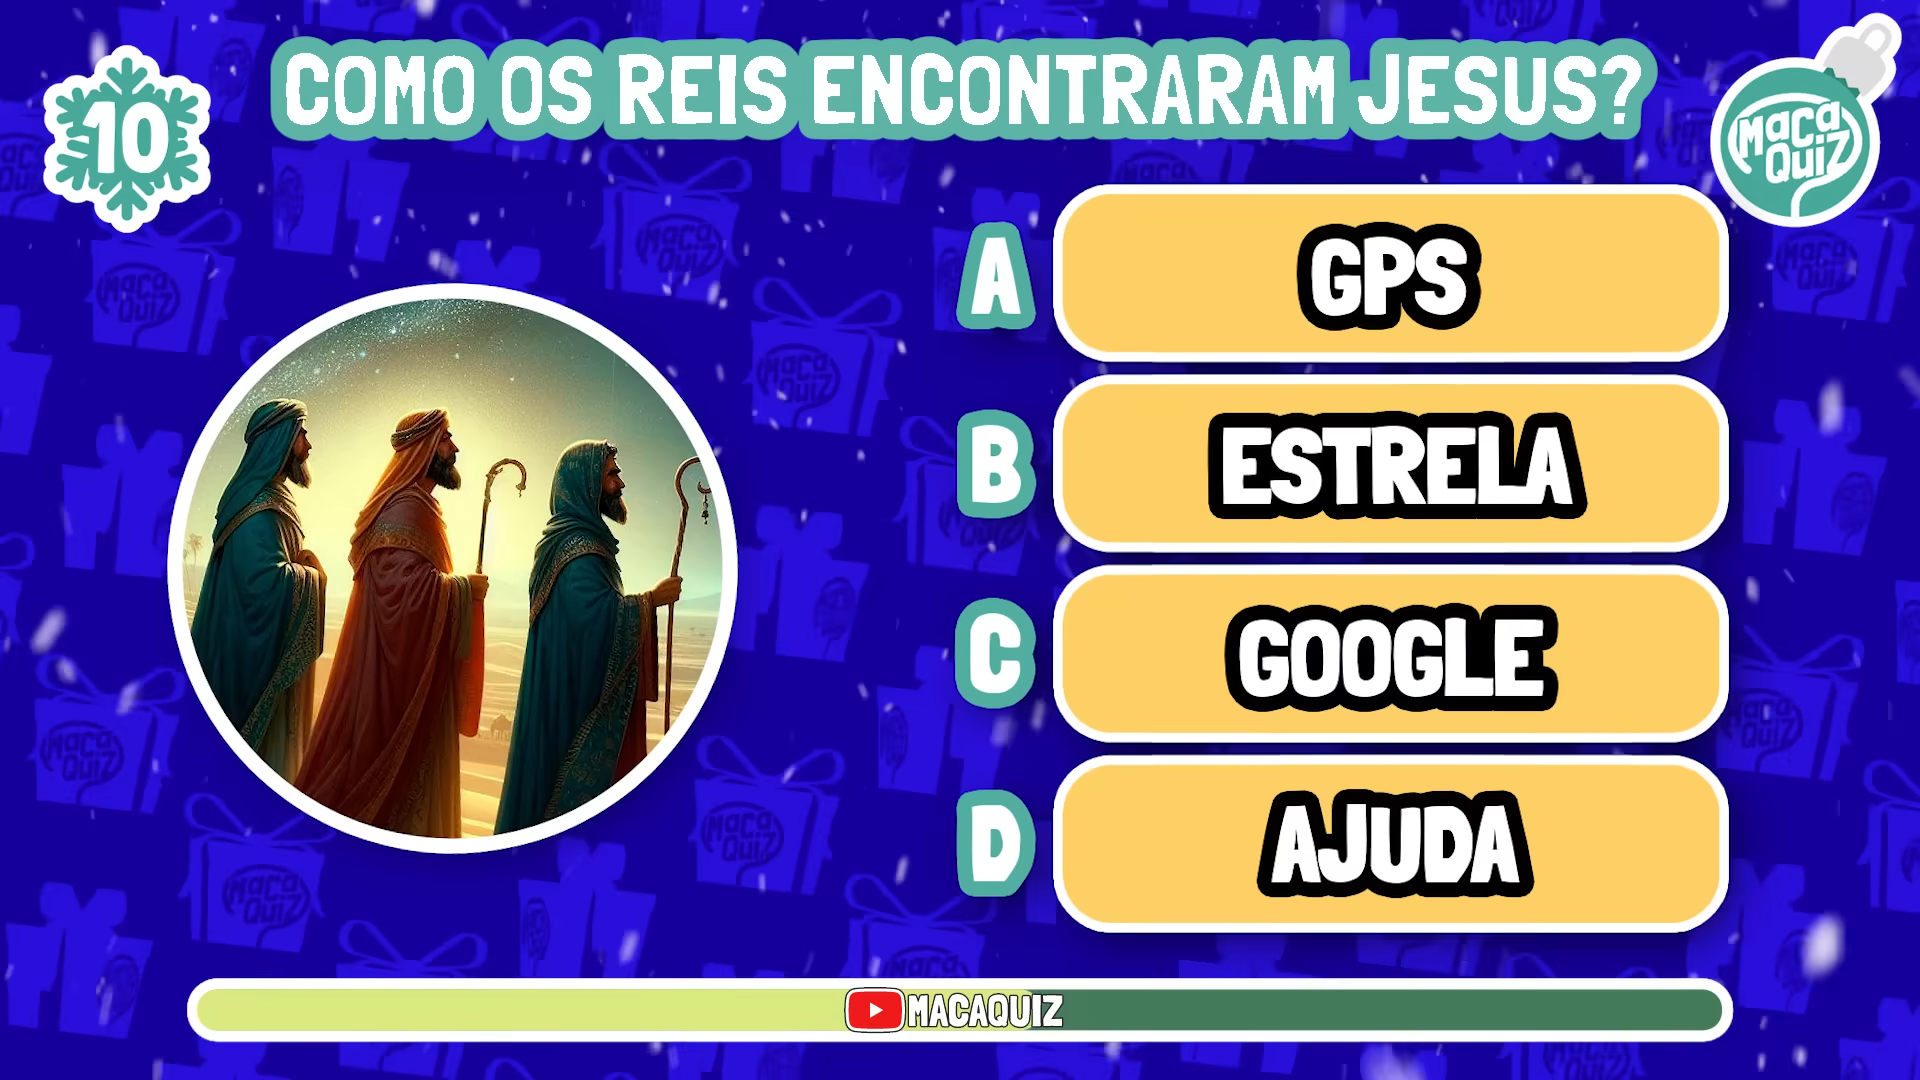 COMO OS REIS ENCONTRARAM JESUS?
10
MACA
QUIZ
A
GPS
B
ESTRELA
C
GOOGLE
D
AJUDA
MACAQUIZ